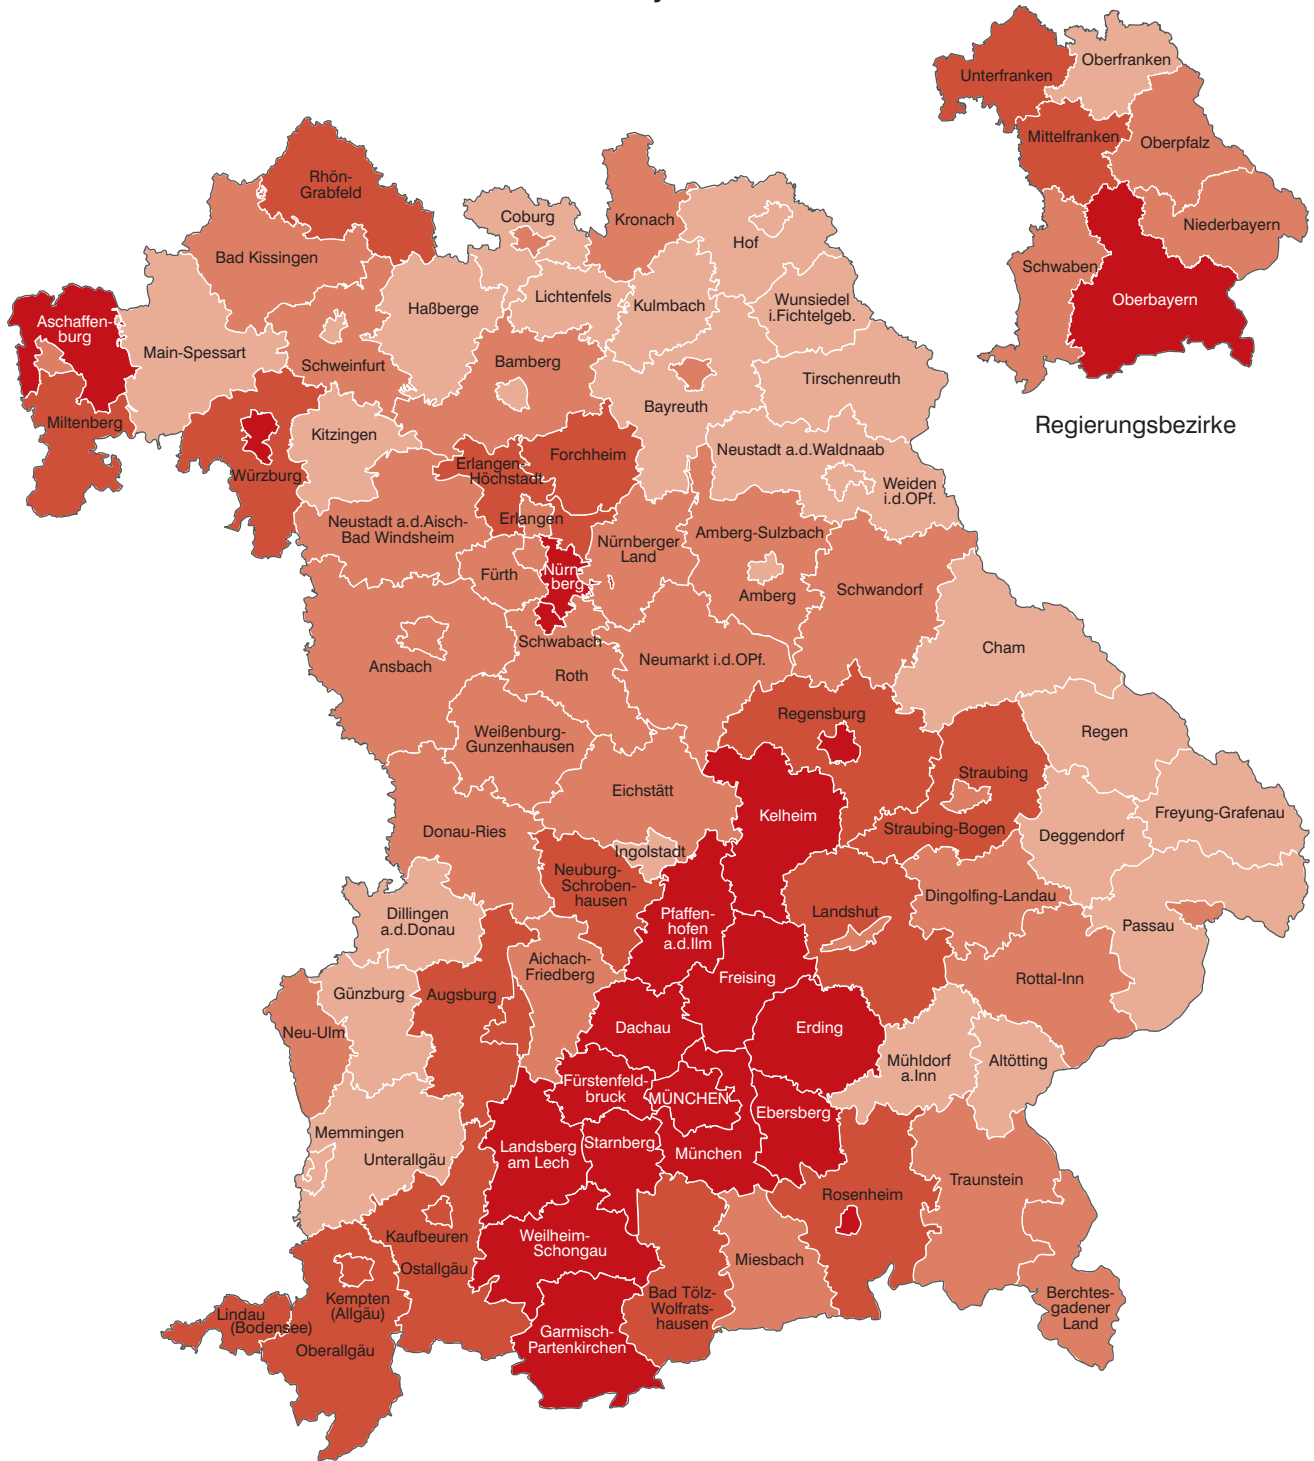 Unterfranken
Oberfranken
Mittelfranken
Oberpfalz
Niederbayern
Schwaben
Oberbayern
Regierungsbezirke
Rhön-
Grabfeld
Bad Kissingen
Coburg
Kronach
Hof
Lichtenfels
Kulmbach
Wunsiedel
i.Fichtelgeb.
Haßberge
Aschaffen-
burg
Main-Spessart
Schweinfurt
Bamberg
Tirschenreuth
Bayreuth
Miltenberg
Kitzingen
Würzburg
Erlangen-
Höchstadt
Forchheim
Neustadt a.d.Waldnaab
Weiden
i.d.OPf.
Neustadt a.d.Aisch-
Bad Windsheim
Erlangen
Nürnberger
Land
Amberg-Sulzbach
Fürth
Nürn-
berg
Amberg
Schwandorf
Schwabach
Ansbach
Roth
Neumarkt i.d.OPf.
Cham
Weißenburg-
Gunzenhausen
Regensburg
Regen
Eichstätt
Kelheim
Straubing
Freyung-Grafenau
Donau-Ries
Straubing-Bogen
Deggendorf
Ingolstadt
Neuburg-
Schroben-
hausen
Dillingen
a.d.Donau
Pfaffen-
hofen
a.d.Ilm
Landshut
Dingolfing-Landau
Passau
Aichach-
Friedberg
Freising
Rottal-Inn
Günzburg
Augsburg
Neu-Ulm
Dachau
Erding
Mühldorf
a.Inn
Altötting
Fürstenfeld-
bruck
MÜNCHEN
Ebersberg
Memmingen
Unterallgäu
Landsberg
am Lech
Starnberg
München
Traunstein
Rosenheim
Kaufbeuren
Weilheim-
Schongau
Miesbach
Ostallgäu
Kempten
(Allgäu)
Bad Tölz-
Wolfrats-
hausen
Berchtes-
gadener
Land
Lindau
(Bodensee)
Oberallgäu
Garmisch-
Partenkirchen